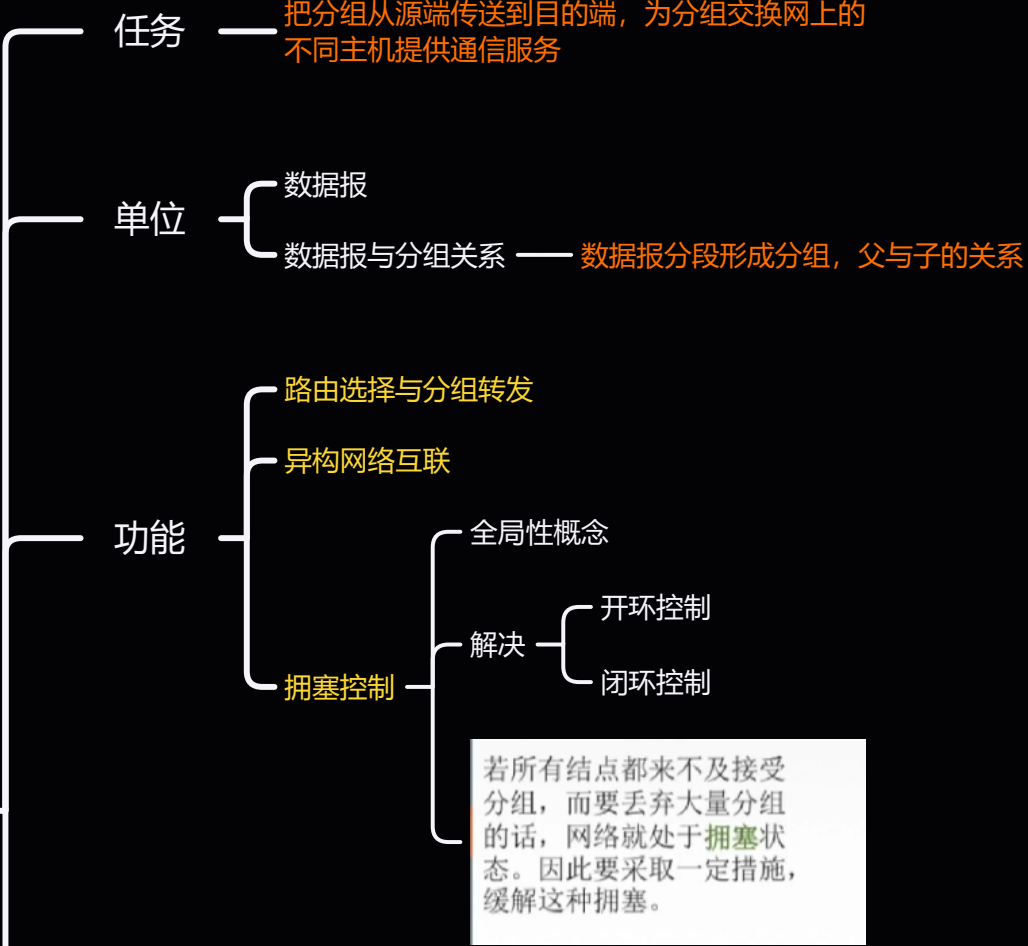 任务
把分组从源端传送到目的端，为分组交换网上的
不同主机提供通信服务
单位
数据报
数据报与分组关系
数据报分段形成分组，父与子的关系
功能
路由选择与分组转发
异构网络互联
拥塞控制
全局性概念
解决
开环控制
闭环控制
若所有结点都来不及接受
分组，而要丢弃大量分组
的话，网络就处于拥塞状
态。因此要采取一定措施，
缓解这种拥塞。